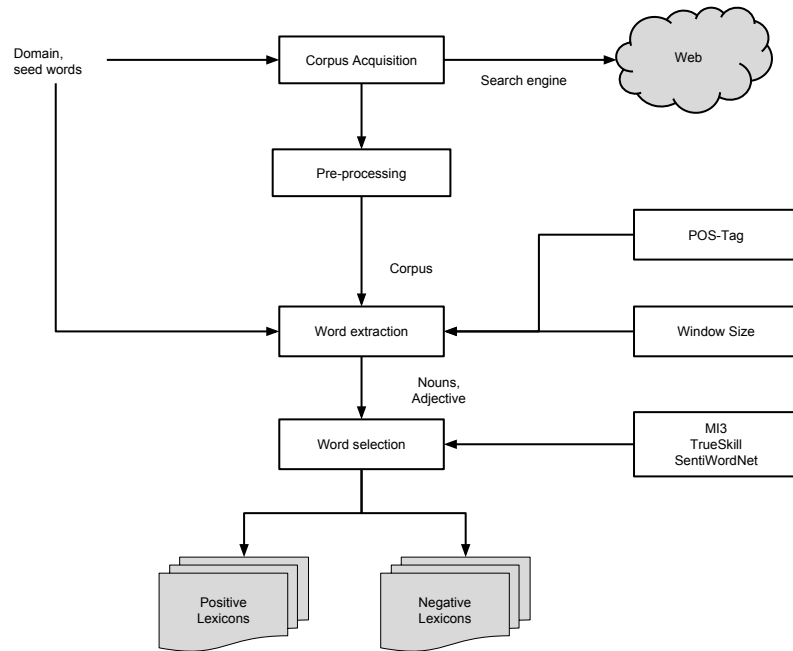 Domain,
seed words
Corpus Acquisition
Search engine
Web
Pre-processing
POS-Tag
Corpus
Word extraction
Window Size
Nouns,
Adjective
Word selection
MI3
TrueSkill
SentiWordNet
Positive
Lexicons
Negative
Lexicons